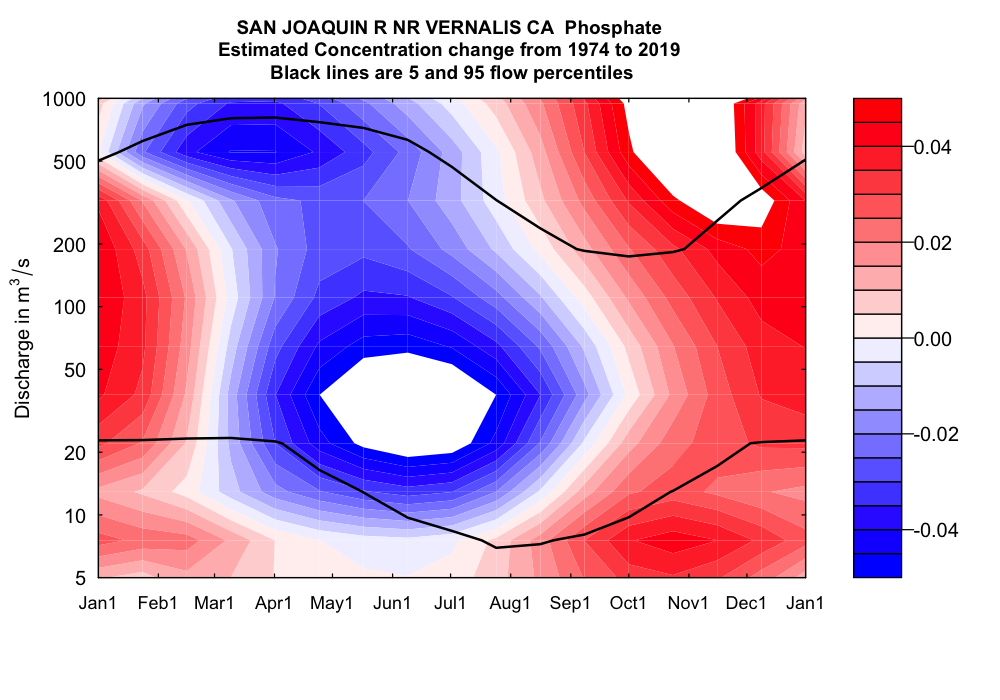 SAN JOAQUIN R NR VERNALIS CA  Phosphate
Estimated Concentration change from 1974 to 2019
Black lines are 5 and 95 flow percentiles
Discharge in m³/s
1000
500
200
100
50
20
10
5
Jan1 Feb1 Mar1 Apr1 May1 Jun1 Jul1 Aug1 Sep1 Oct1 Nov1 Dec1 Jan1
0.04
0.02
0.00
-0.02
-0.04